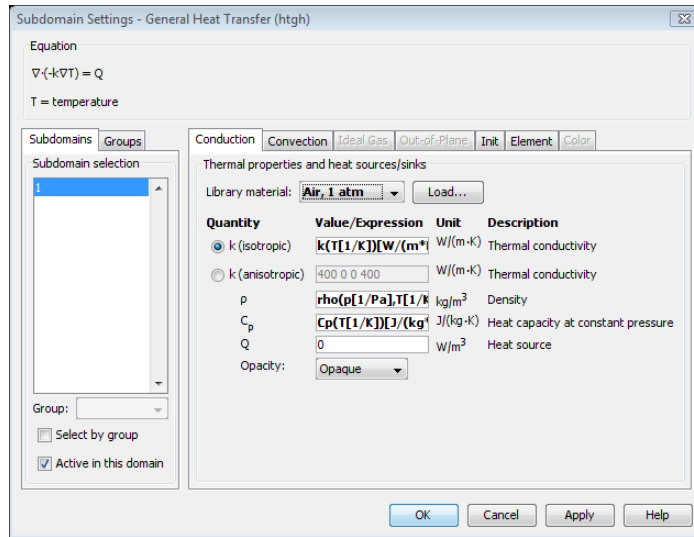 Subdomain Settings - General Heat Transfer (htgh)
Equation
∇·(-k∇T) = Q
T = temperature
Subdomains Groups
Subdomain selection
1
Group:
Select by group
Active in this domain
Conduction Convection Ideal Gas Out-of-Plane Init Element Color
Thermal properties and heat sources/sinks
Library material: Air, 1 atm Load...
Quantity Value/Expression Unit Description
k (isotropic) k(T[1/K])[W/(m* W/(m·K) Thermal conductivity
k (anisotropic) 400 0 0 400 W/(m·K) Thermal conductivity
ρ rho(p[1/Pa],T[1/K kg/m³ Density
Cp Cp(T[1/K])[J/(kg* J/(kg·K) Heat capacity at constant pressure
Q 0 W/m³ Heat source
Opacity: Opaque
OK Cancel Apply Help